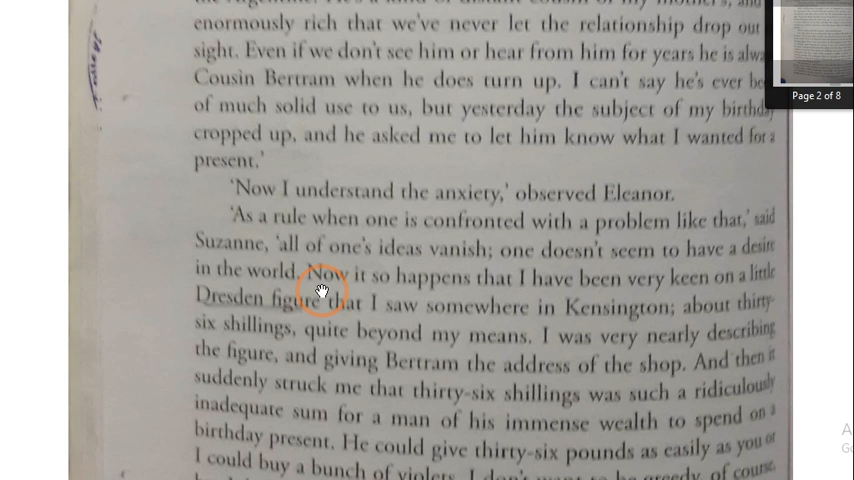 enormously rich that we've never let the relationship drop out
sight. Even if we don't see him or hear from him for years he is
Cousin Bertram when he does turn up. I can't say he's ever
of much solid use to us, but yesterday the subject of my birthday
cropped up, and he asked me to let him know what I wanted for a
present.'
'Now I understand the anxiety,' observed Eleanor.
'As a rule when one is confronted with a problem like that,' said
Suzanne, 'all of one's ideas vanish; one doesn't seem to have a desire
in the world. Now it so happens that I have been very keen on a little
Dresden figure that I saw somewhere in Kensington; about thirty-
six shillings, quite beyond my means. I was very nearly describing
the figure, and giving Bertram the address of the shop. And then it
suddenly struck me that thirty-six shillings was such a ridiculously
inadequate sum for a man of his immense wealth to spend on a
birthday present. He could give thirty-six pounds as easily as you or
I could buy a bunch of violets. I don't want to be greedy, of course,
Page 2 of 8